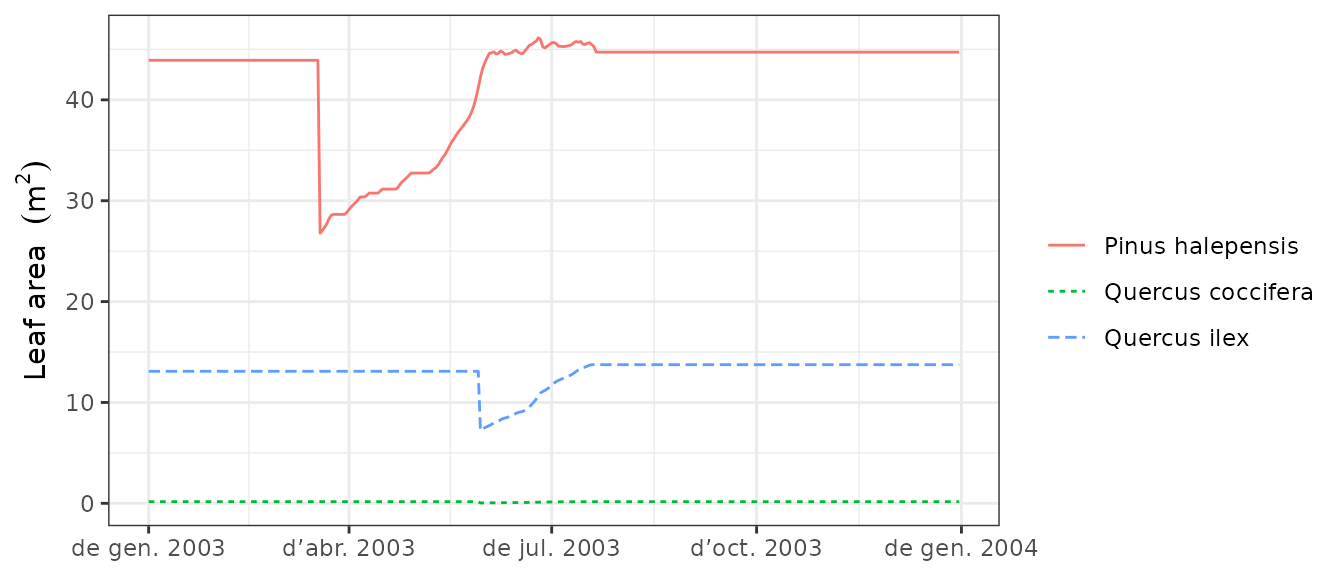 Leaf area (m²)
40
30
20
10
0
de gen. 2003
d’abr. 2003
de jul. 2003
d’oct. 2003
de gen. 2004
Pinus halepensis
Quercus coccifera
Quercus ilex